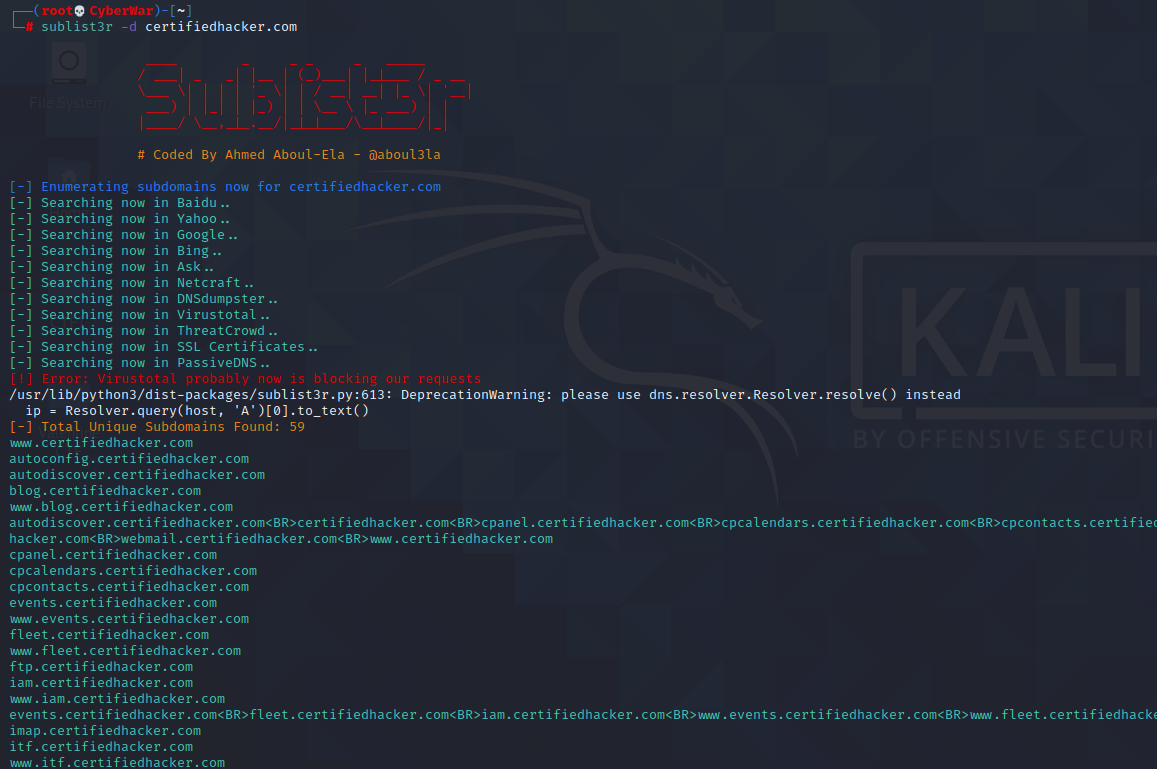 (root💀CyberWar)-[~]
# sublist3r -d certifiedhacker.com
File System
Sublist3r
# Coded By Ahmed Aboul-Ela - @aboul3la
[-] Enumerating subdomains now for certifiedhacker.com
[-] Searching now in Baidu..
[-] Searching now in Yahoo..
[-] Searching now in Google..
[-] Searching now in Bing..
[-] Searching now in Ask..
[-] Searching now in Netcraft..
[-] Searching now in DNSdumpster..
[-] Searching now in Virustotal..
[-] Searching now in ThreatCrowd..
[-] Searching now in SSL Certificates..
[-] Searching now in PassiveDNS..
[!] Error: Virustotal probably now is blocking our requests
/usr/lib/python3/dist-packages/sublist3r.py:613: DeprecationWarning: please use dns.resolver.Resolver.resolve() instead
ip = Resolver.query(host, 'A')[0].to_text()
[-] Total Unique Subdomains Found: 59
www.certifiedhacker.com
autoconfig.certifiedhacker.com
autodiscover.certifiedhacker.com
blog.certifiedhacker.com
www.blog.certifiedhacker.com
autodiscover.certifiedhacker.com<BR>certifiedhacker.com<BR>cpanel.certifiedhacker.com<BR>cpcalendars.certifiedhacker.com<BR>cpcontacts.certified
hacker.com<BR>webmail.certifiedhacker.com<BR>www.certifiedhacker.com
cpanel.certifiedhacker.com
cpcalendars.certifiedhacker.com
cpcontacts.certifiedhacker.com
events.certifiedhacker.com
www.events.certifiedhacker.com
fleet.certifiedhacker.com
www.fleet.certifiedhacker.com
ftp.certifiedhacker.com
iam.certifiedhacker.com
www.iam.certifiedhacker.com
events.certifiedhacker.com<BR>fleet.certifiedhacker.com<BR>iam.certifiedhacker.com<BR>www.events.certifiedhacker.com<BR>www.fleet.certifiedhacke
imap.certifiedhacker.com
itf.certifiedhacker.com
www.itf.certifiedhacker.com
KALI
BY OFFENSIVE SECURI